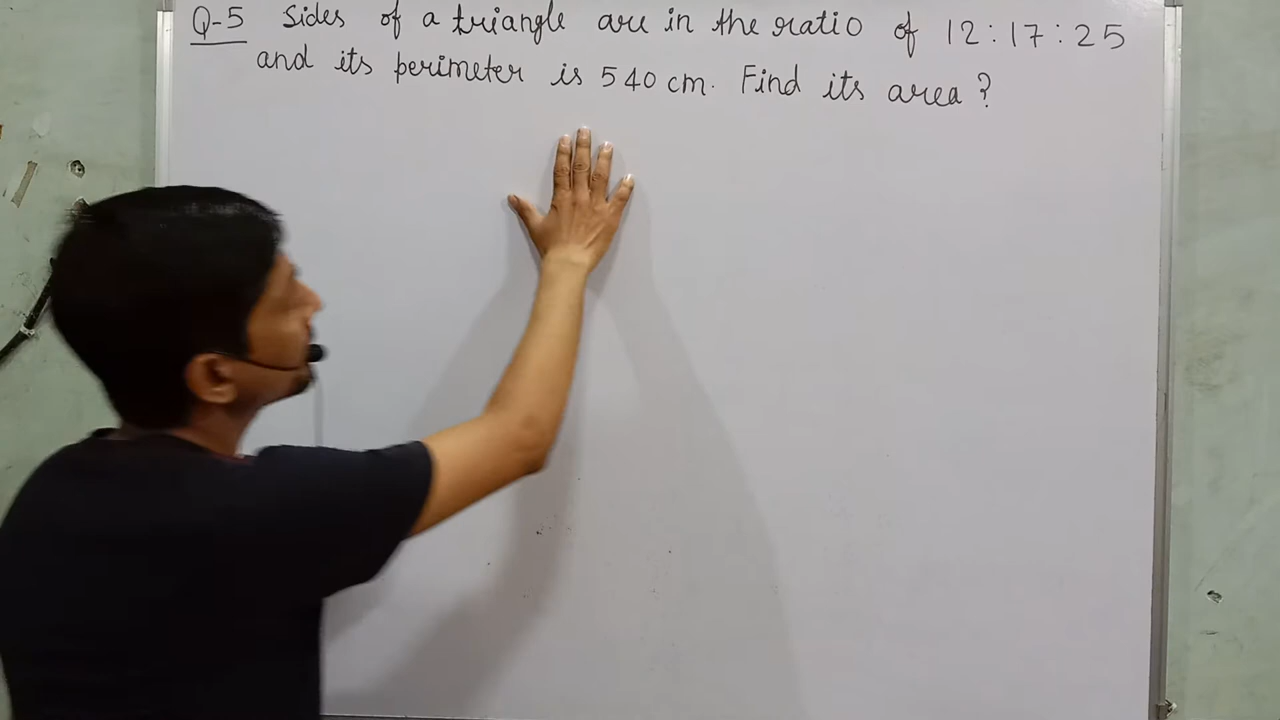 Q-5 Sides of a triangle are in the ratio of 12:17:25
and its perimeter is 540 cm. Find its area?